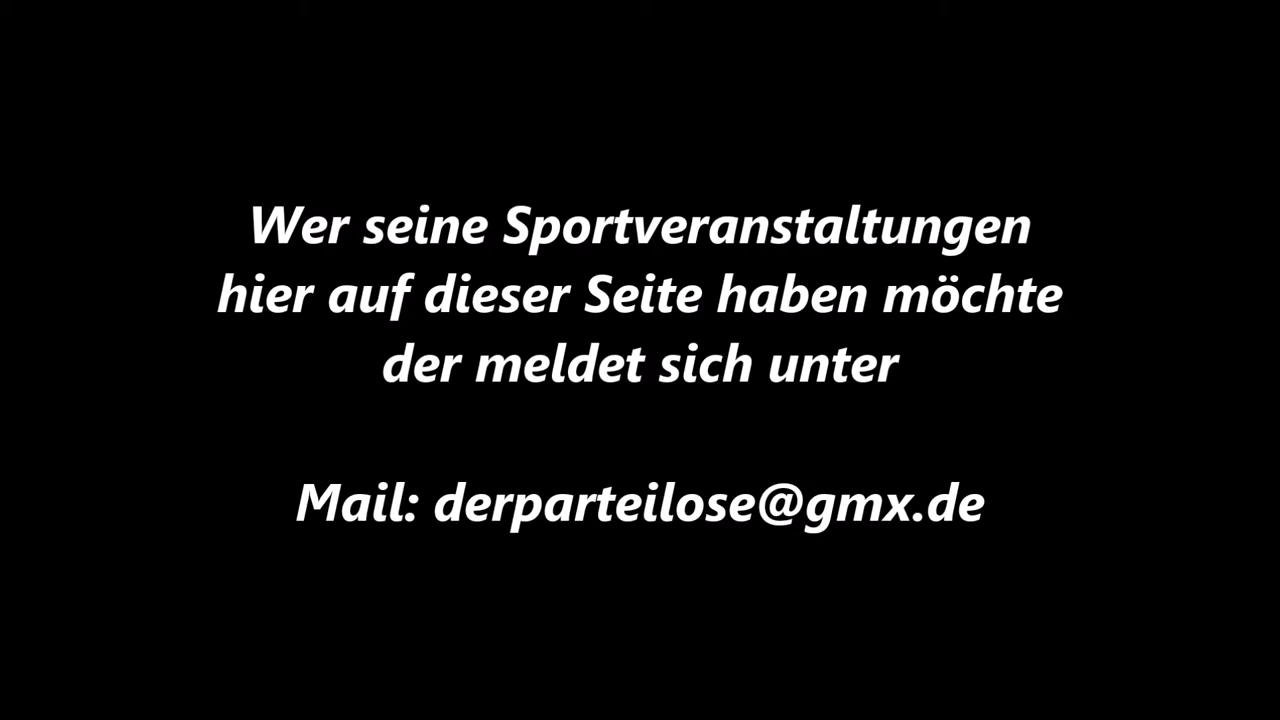 Wer seine Sportveranstaltungen
hier auf dieser Seite haben möchte
der meldet sich unter
Mail: derparteilose@gmx.de